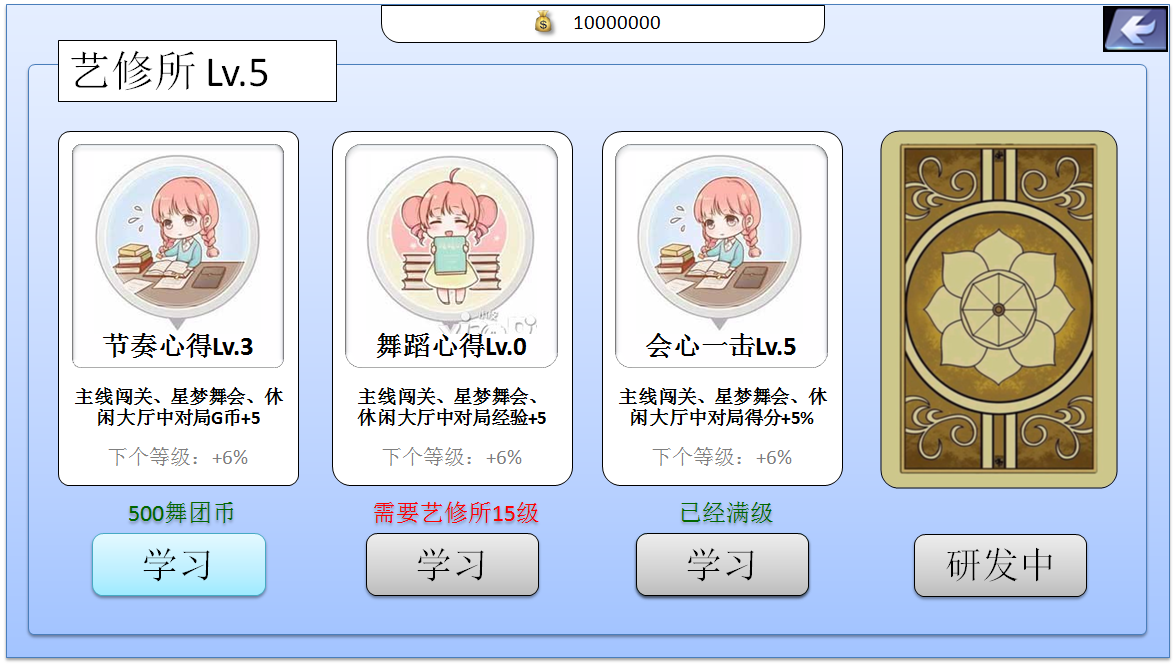 10000000
艺修所 Lv.5
节奏心得Lv.3
主线闯关、星梦舞会、休
闲大厅中对局G币+5
下个等级：+6%
500舞团币
学习
舞蹈心得Lv.0
主线闯关、星梦舞会、
休闲大厅中对局经验+5
下个等级：+6%
需要艺修所15级
学习
会心一击Lv.5
主线闯关、星梦舞会、休
闲大厅中对局得分+5%
下个等级：+6%
已经满级
学习
研发中